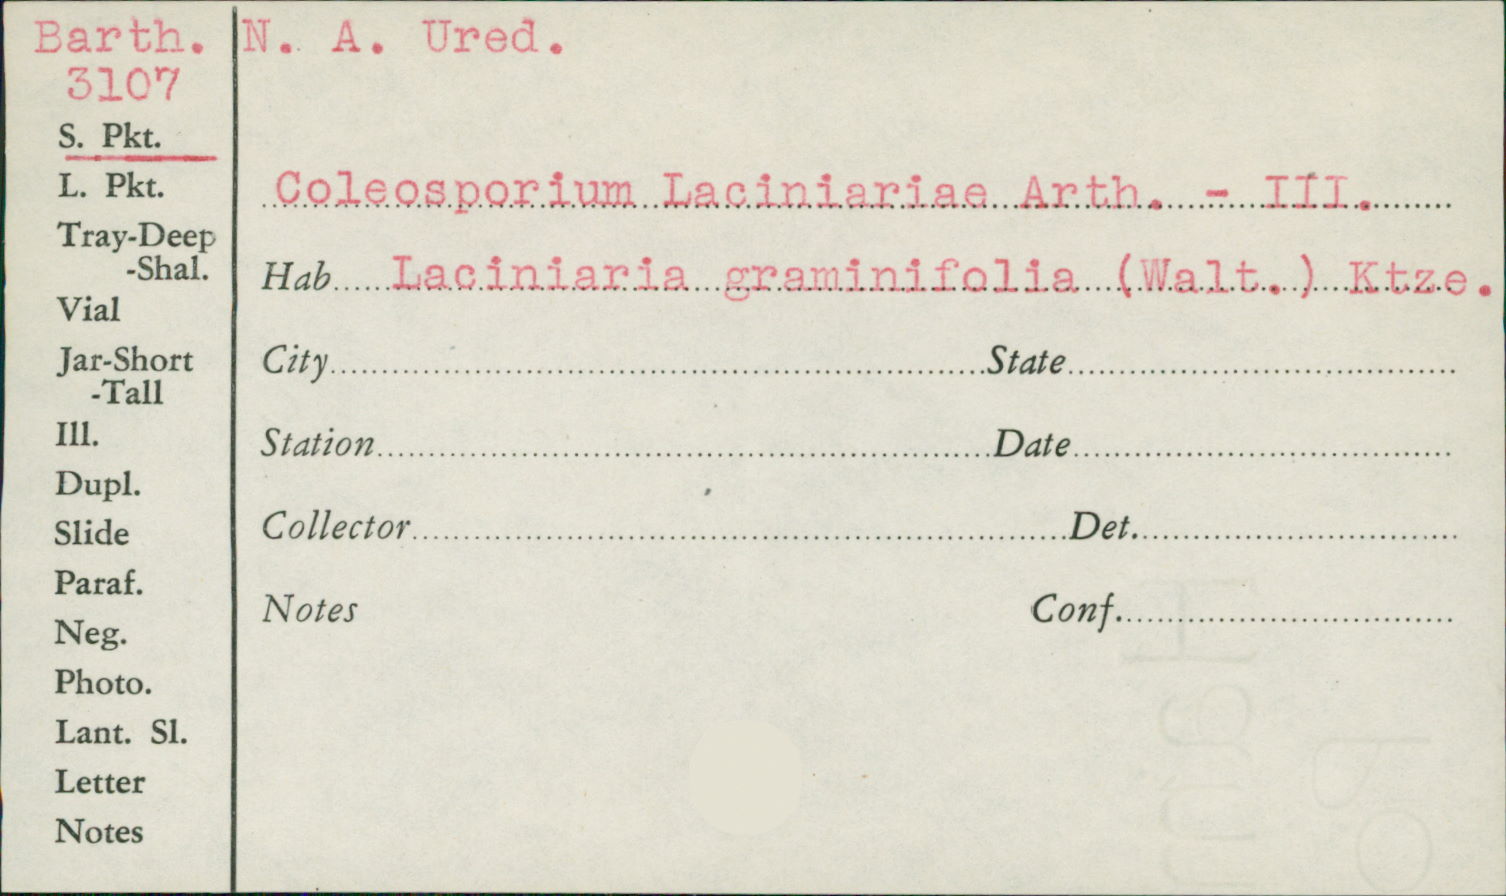 Barth. N. A. Ured.
3107
S. Pkt.
L. Pkt.
Tray-Deep
-Shal.
Vial
Jar-Short
-Tall
Ill.
Dupl.
Slide
Paraf.
Neg.
Photo.
Lant. Sl.
Letter
Notes
Coleosporium Laciniariae Arth. - III.
Hab. Laciniaria graminifolia (Walt.) Ktze.
City State
Station Date
Collector Det.
Notes Conf.